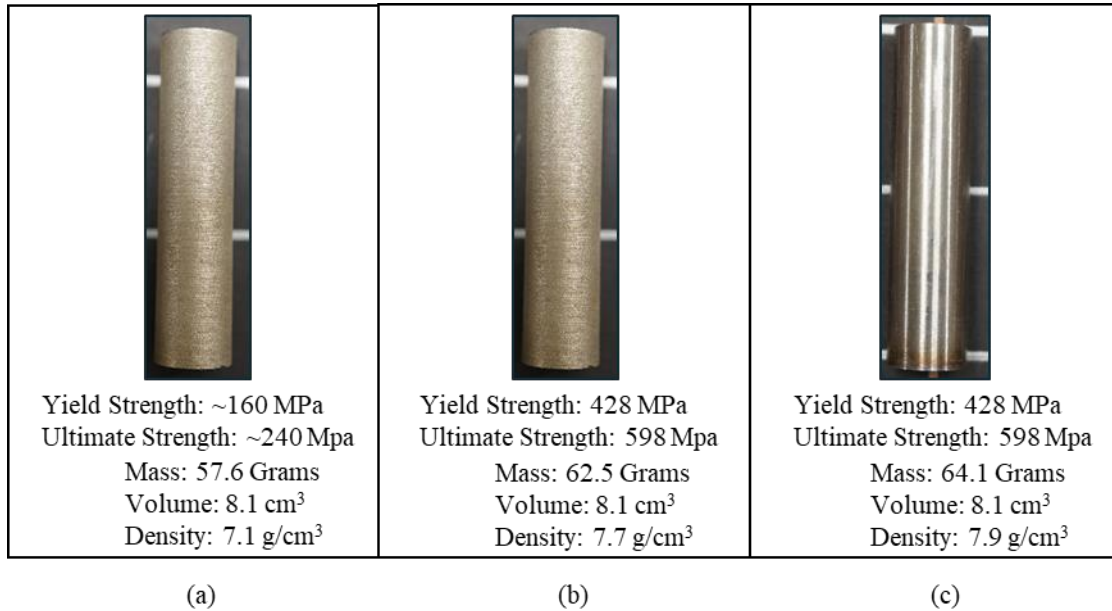 Yield Strength: ~160 MPa
Ultimate Strength: ~240 Mpa
Mass: 57.6 Grams
Volume: 8.1 cm³
Density: 7.1 g/cm³
(a)
Yield Strength: 428 MPa
Ultimate Strength: 598 Mpa
Mass: 62.5 Grams
Volume: 8.1 cm³
Density: 7.7 g/cm³
(b)
Yield Strength: 428 MPa
Ultimate Strength: 598 Mpa
Mass: 64.1 Grams
Volume: 8.1 cm³
Density: 7.9 g/cm³
(c)